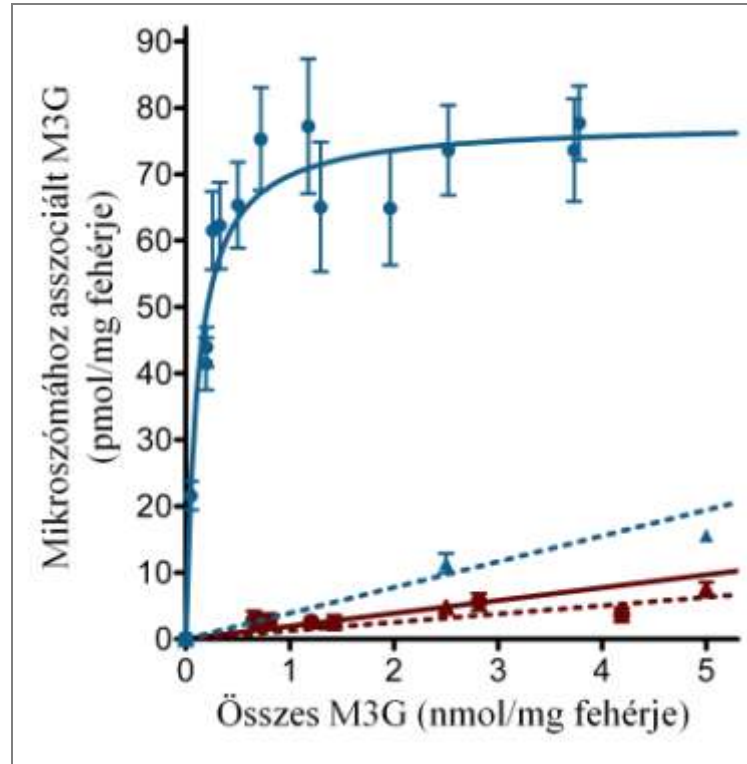 Mikroszómához asszociált M3G
(pmol/mg fehérje)
90
80
70
60
50
40
30
20
10
0
0 1 2 3 4 5
Összes M3G (nmol/mg fehérje)